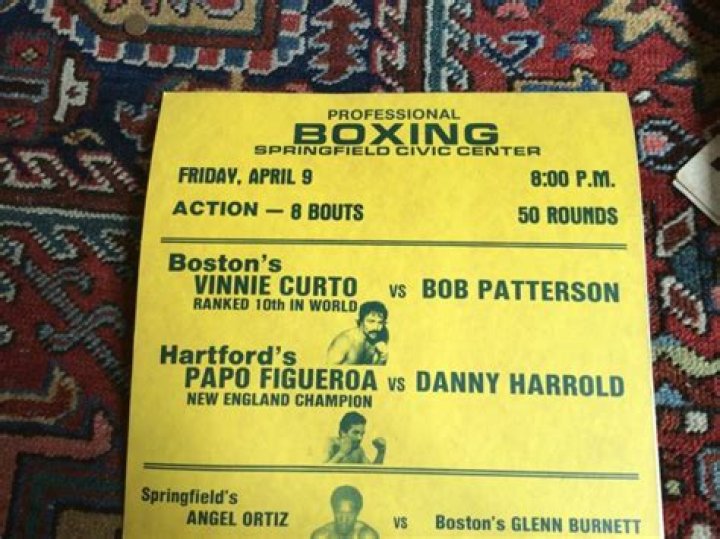 PROFESSIONAL
BOXING
SPRINGFIELD CIVIC CENTER
FRIDAY, APRIL 9 8:00 P.M.
ACTION — 8 BOUTS 50 ROUNDS
Boston's
VINNIE CURTO vs BOB PATTERSON
RANKED 10th IN WORLD
Hartford's
PAPO FIGUEROA vs DANNY HARROLD
NEW ENGLAND CHAMPION
Springfield's
ANGEL ORTIZ vs Boston's GLENN BURNETT